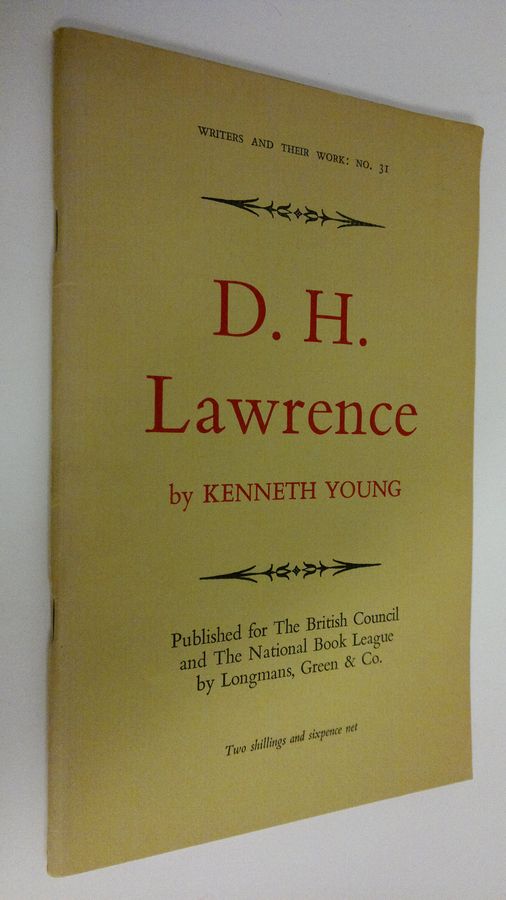 WRITERS AND THEIR WORK: NO. 31
D. H.
Lawrence
by KENNETH YOUNG
Published for The British Council
and The National Book League
by Longmans, Green & Co.
Two shillings and sixpence net